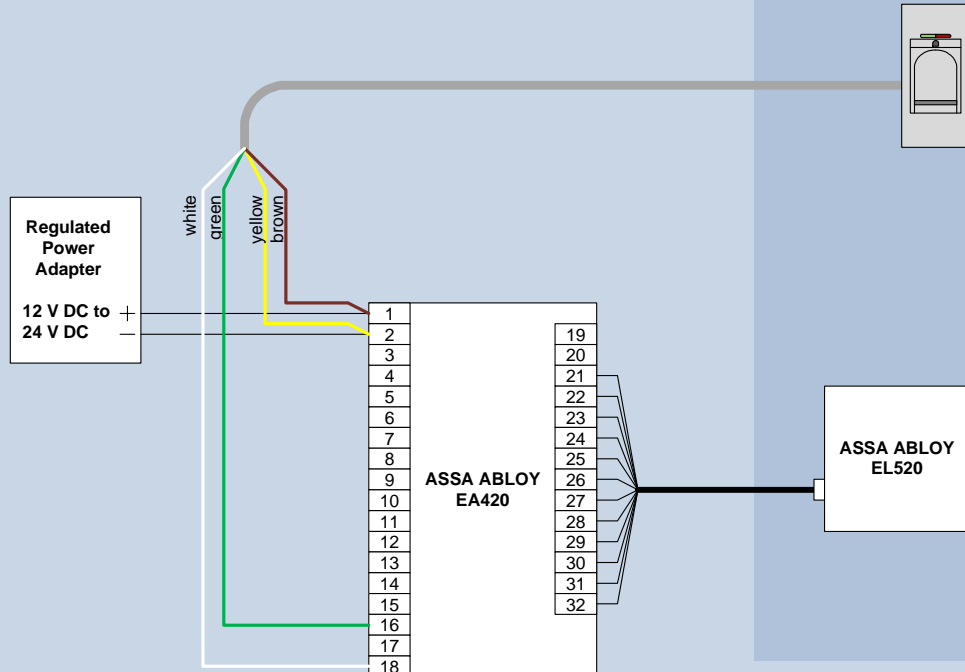 white
green
yellow
brown
Regulated
Power
Adapter
12 V DC to +
24 V DC −
1
2
3
4
5
6
7
8
9
10
11
12
13
14
15
16
17
18
ASSA ABLOY
EA420
19
20
21
22
23
24
25
26
27
28
29
30
31
32
ASSA ABLOY
EL520